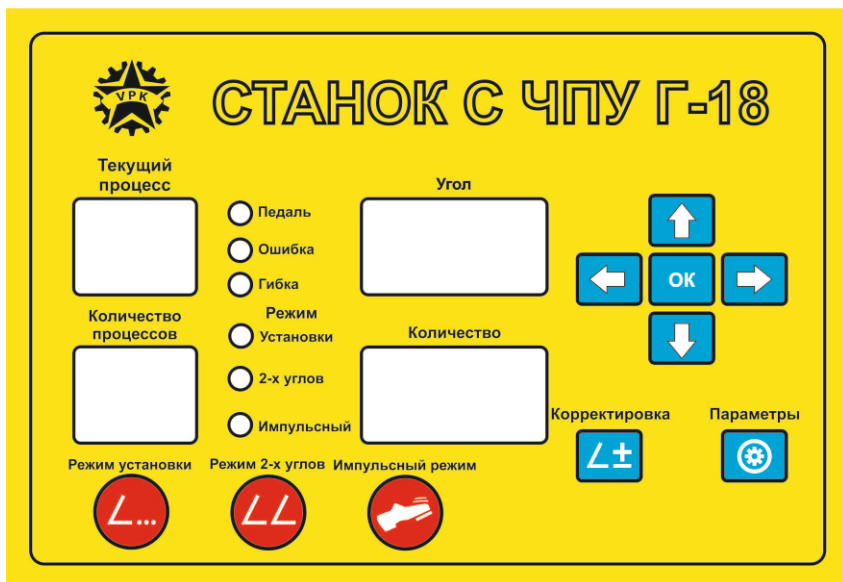 VPK
СТАНОК С ЧПУ Г-18
Текущий
процесс
Угол
Педаль
Ошибка
Гибка
ОК
Количество
процессов
Режим
Установки
Количество
2-х углов
Импульсный
Корректировка
Параметры
Режим установки
Режим 2-х углов
Импульсный режим